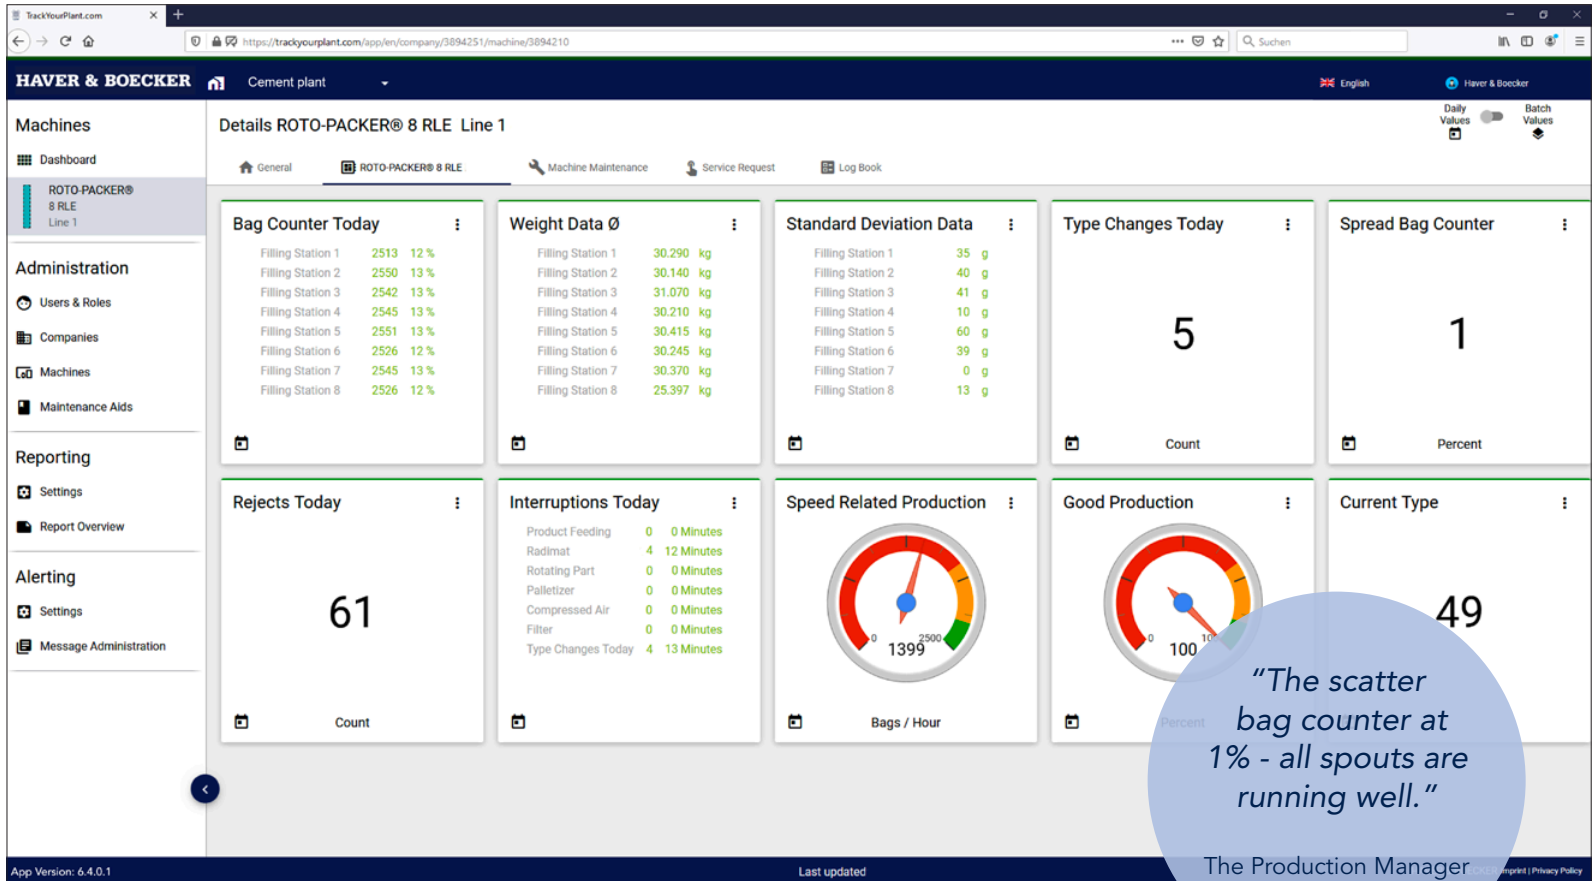 TrackYourPlant.com
https://trackyourplant.com/app/en/company/3894251/machine/3894210
Suchen
HAVER & BOECKER
Cement plant
English
Haver & Boecker
Machines
Dashboard
ROTO-PACKER®
8 RLE
Line 1
Administration
Users & Roles
Companies
Machines
Maintenance Aids
Reporting
Settings
Report Overview
Alerting
Settings
Message Administration
Details ROTO-PACKER® 8 RLE Line 1
Daily
Values
Batch
Values
General
ROTO-PACKER® 8 RLE
Machine Maintenance
Service Request
Log Book
Bag Counter Today
Filling Station 1 2513 12 %
Filling Station 2 2550 13 %
Filling Station 3 2542 13 %
Filling Station 4 2545 13 %
Filling Station 5 2551 13 %
Filling Station 6 2526 12 %
Filling Station 7 2545 13 %
Filling Station 8 2526 12 %
Weight Data Ø
Filling Station 1 30.290 kg
Filling Station 2 30.140 kg
Filling Station 3 31.070 kg
Filling Station 4 30.210 kg
Filling Station 5 30.415 kg
Filling Station 6 30.245 kg
Filling Station 7 30.370 kg
Filling Station 8 25.397 kg
Standard Deviation Data
Filling Station 1 35 g
Filling Station 2 40 g
Filling Station 3 41 g
Filling Station 4 10 g
Filling Station 5 60 g
Filling Station 6 39 g
Filling Station 7 0 g
Filling Station 8 13 g
Type Changes Today
5
Count
Spread Bag Counter
1
Percent
Rejects Today
61
Count
Interruptions Today
Product Feeding 0 0 Minutes
Radimat 4 12 Minutes
Rotating Part 0 0 Minutes
Palletizer 0 0 Minutes
Compressed Air 0 0 Minutes
Filter 0 0 Minutes
Type Changes Today 4 13 Minutes
Speed Related Production
0 2500
1399
Bags / Hour
Good Production
0
100
Percent
Current Type
49
"The scatter
bag counter at
1% - all spouts are
running well."
The Production Manager
App Version: 6.4.0.1
Last updated
Imprint | Privacy Policy